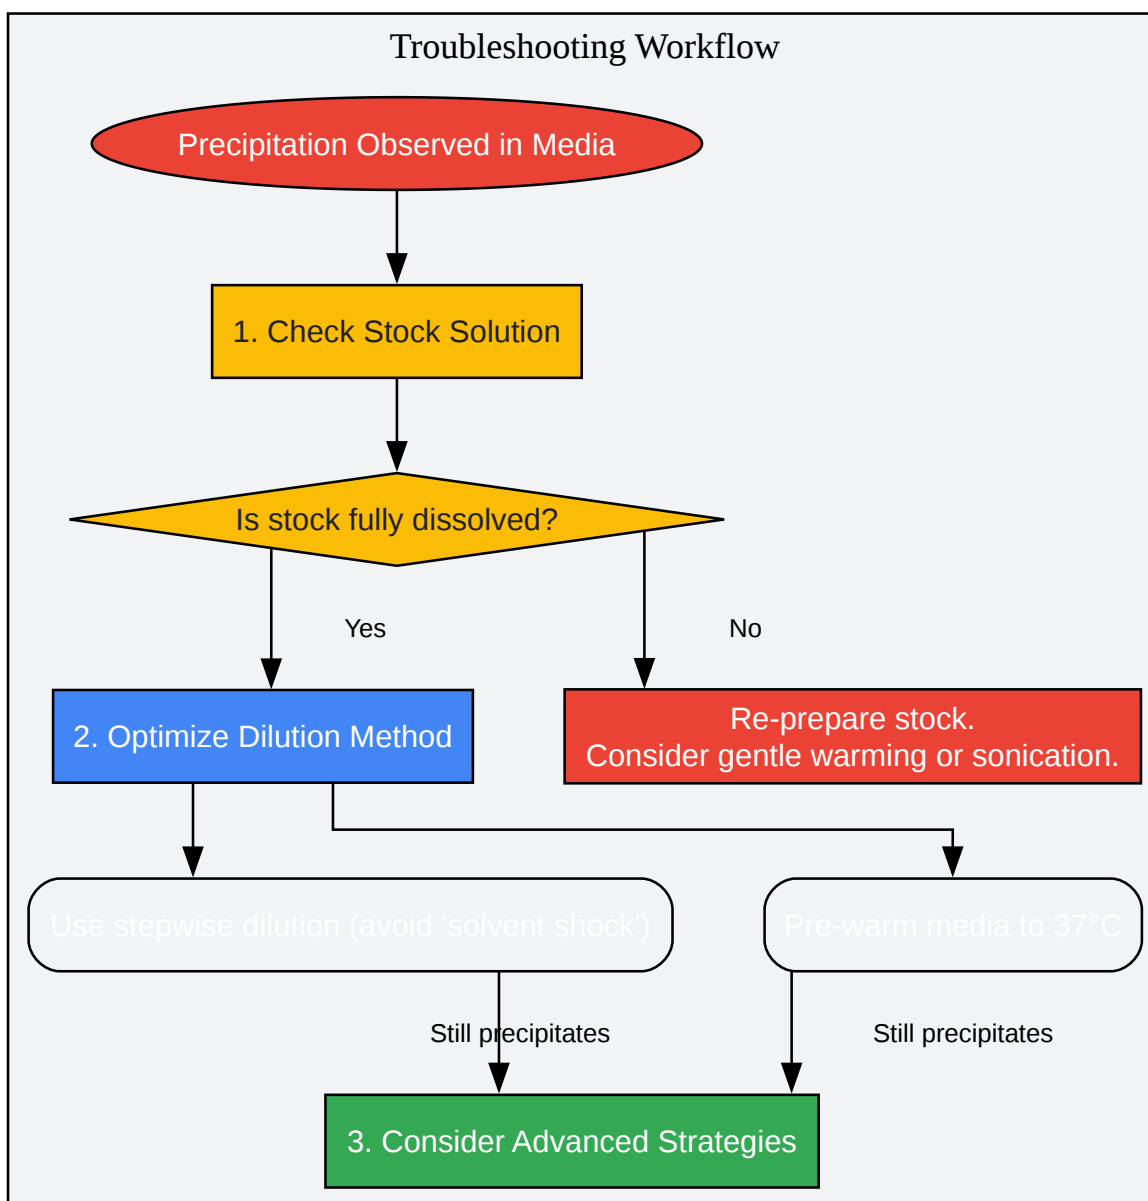 Troubleshooting Workflow
Precipitation Observed in Media
1. Check Stock Solution
Is stock fully dissolved?
Yes
No
2. Optimize Dilution Method
Re-prepare stock.
Consider gentle warming or sonication.
Use stepwise dilution (avoid 'solvent shock')
Pre-warm media to 37°C
Still precipitates
Still precipitates
3. Consider Advanced Strategies